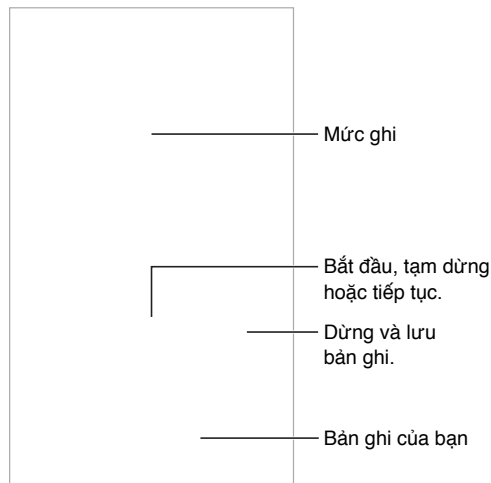 Mức ghi
Bắt đầu, tạm dừng
hoặc tiếp tục.
Dừng và lưu
bản ghi.
Bản ghi của bạn